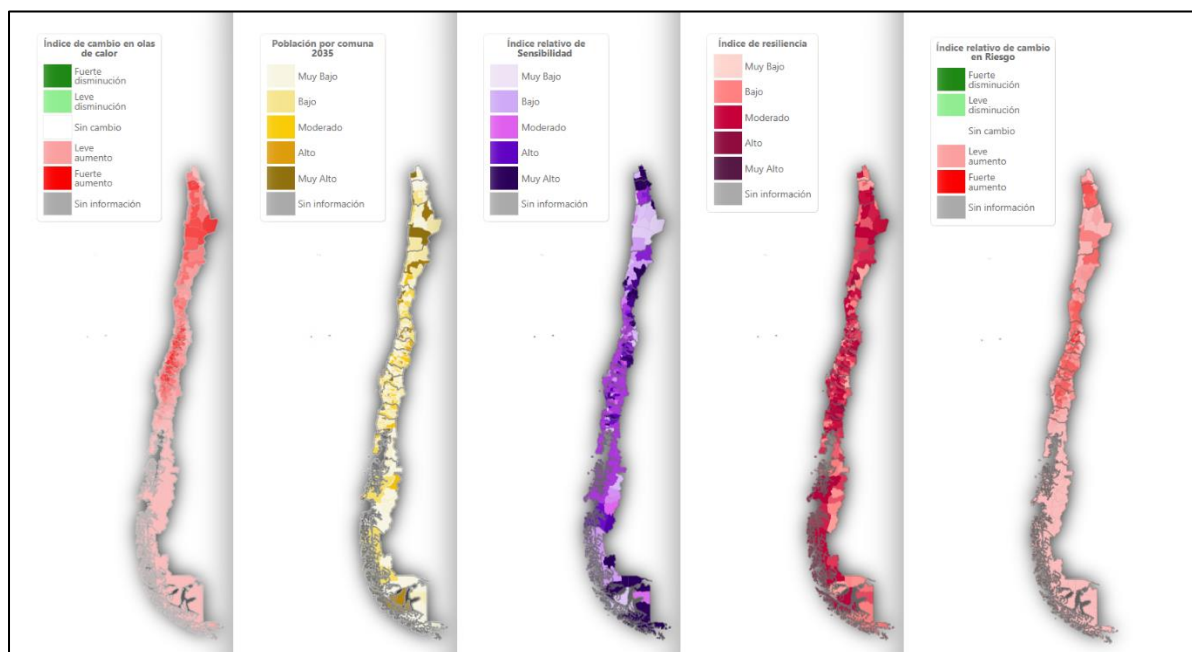 Índice de cambio en olas
de calor
Fuerte
disminución
Leve
disminución
Sin cambio
Leve
aumento
Fuerte
aumento
Sin información
Población por comuna
2035
Muy Bajo
Bajo
Moderado
Alto
Muy Alto
Sin información
Índice relativo de
Sensibilidad
Muy Bajo
Bajo
Moderado
Alto
Muy Alto
Sin información
Índice de resiliencia
Muy Bajo
Bajo
Moderado
Alto
Muy Alto
Sin información
Índice relativo de cambio
en Riesgo
Fuerte
disminución
Leve
disminución
Sin cambio
Leve
aumento
Fuerte
aumento
Sin información